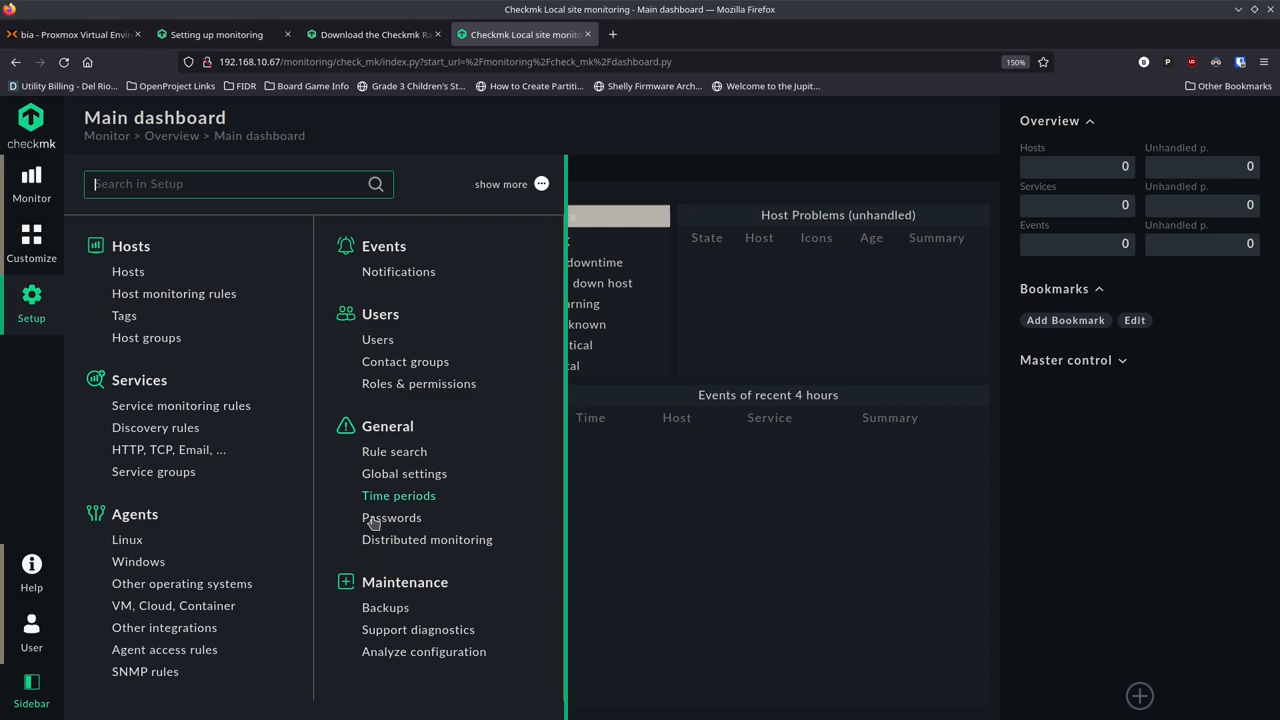 Checkmk Local site monitoring - Main dashboard — Mozilla Firefox
bia - Proxmox Virtual Envir
Setting up monitoring
Download the Checkmk Ra
Checkmk Local site monito
192.168.10.67/monitoring/check_mk/index.py?start_url=%2Fmonitoring%2Fcheck_mk%2Fdashboard.py
150%
Utility Billing - Del Rio...
OpenProject Links
FIDR
Board Game Info
Grade 3 Children's St...
How to Create Partiti...
Shelly Firmware Arch...
Welcome to the Jupit...
Other Bookmarks
checkmk
Monitor
Customize
Setup
Help
User
Sidebar
Main dashboard
Monitor > Overview > Main dashboard
Search in Setup
show more
Hosts
Hosts
Host monitoring rules
Tags
Host groups
Services
Service monitoring rules
Discovery rules
HTTP, TCP, Email, ...
Service groups
Agents
Linux
Windows
Other operating systems
VM, Cloud, Container
Other integrations
Agent access rules
SNMP rules
Events
Notifications
Users
Users
Contact groups
Roles & permissions
General
Rule search
Global settings
Time periods
Passwords
Distributed monitoring
Maintenance
Backups
Support diagnostics
Analyze configuration
downtime
down host
rning
known
tical
tal
Host Problems (unhandled)
State Host Icons Age Summary
Events of recent 4 hours
Time Host Service Summary
Overview
Hosts Unhandled p.
0 0
Services Unhandled p.
0 0
Events Unhandled p.
0 0
Bookmarks
Add Bookmark Edit
Master control